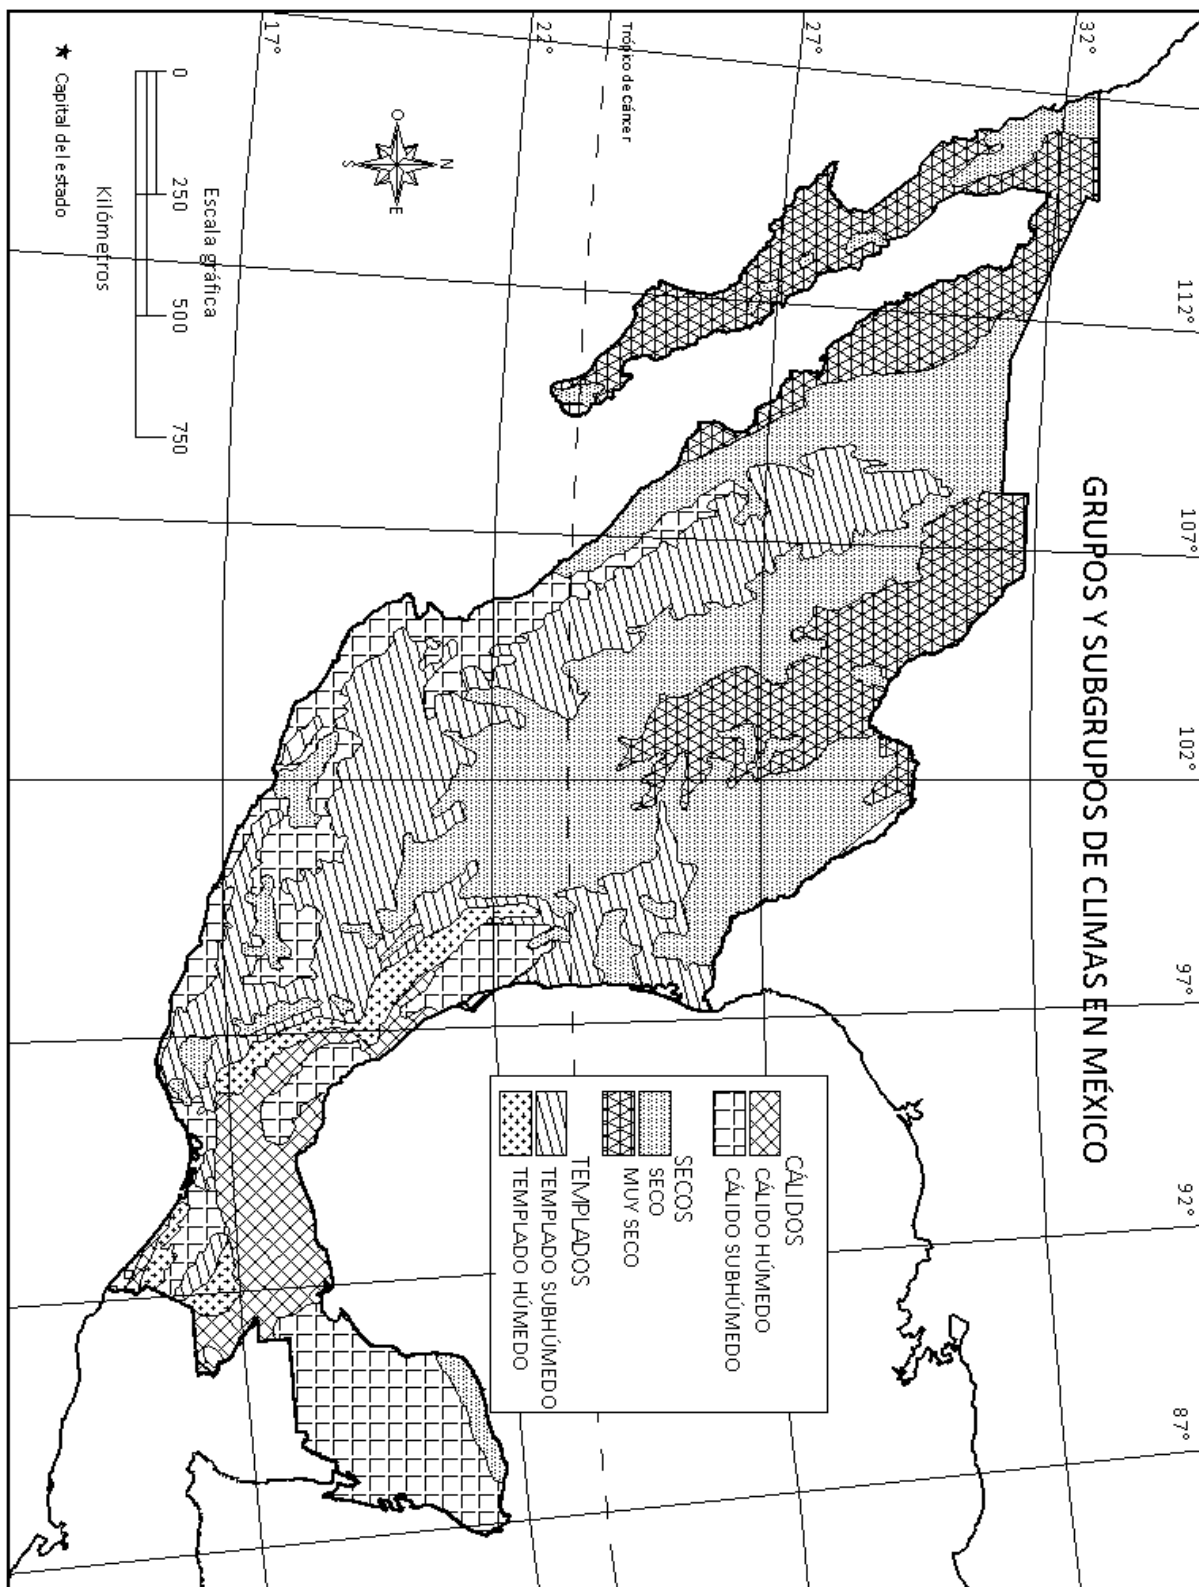 GRUPOS Y SUBGRUPOS DE CLIMAS EN MÉXICO
112°
107°
102°
97°
92°
87°
32°
27°
Trópico de Cáncer
22°
17°
N
O
E
S
Escala gráfica
0
250
500
750
Kilómetros
★ Capital del estado
CÁLIDOS
CÁLIDO HÚMEDO
CÁLIDO SUBHÚMEDO
SECOS
SECO
MUY SECO
TEMPLADOS
TEMPLADO SUBHÚMEDO
TEMPLADO HÚMEDO